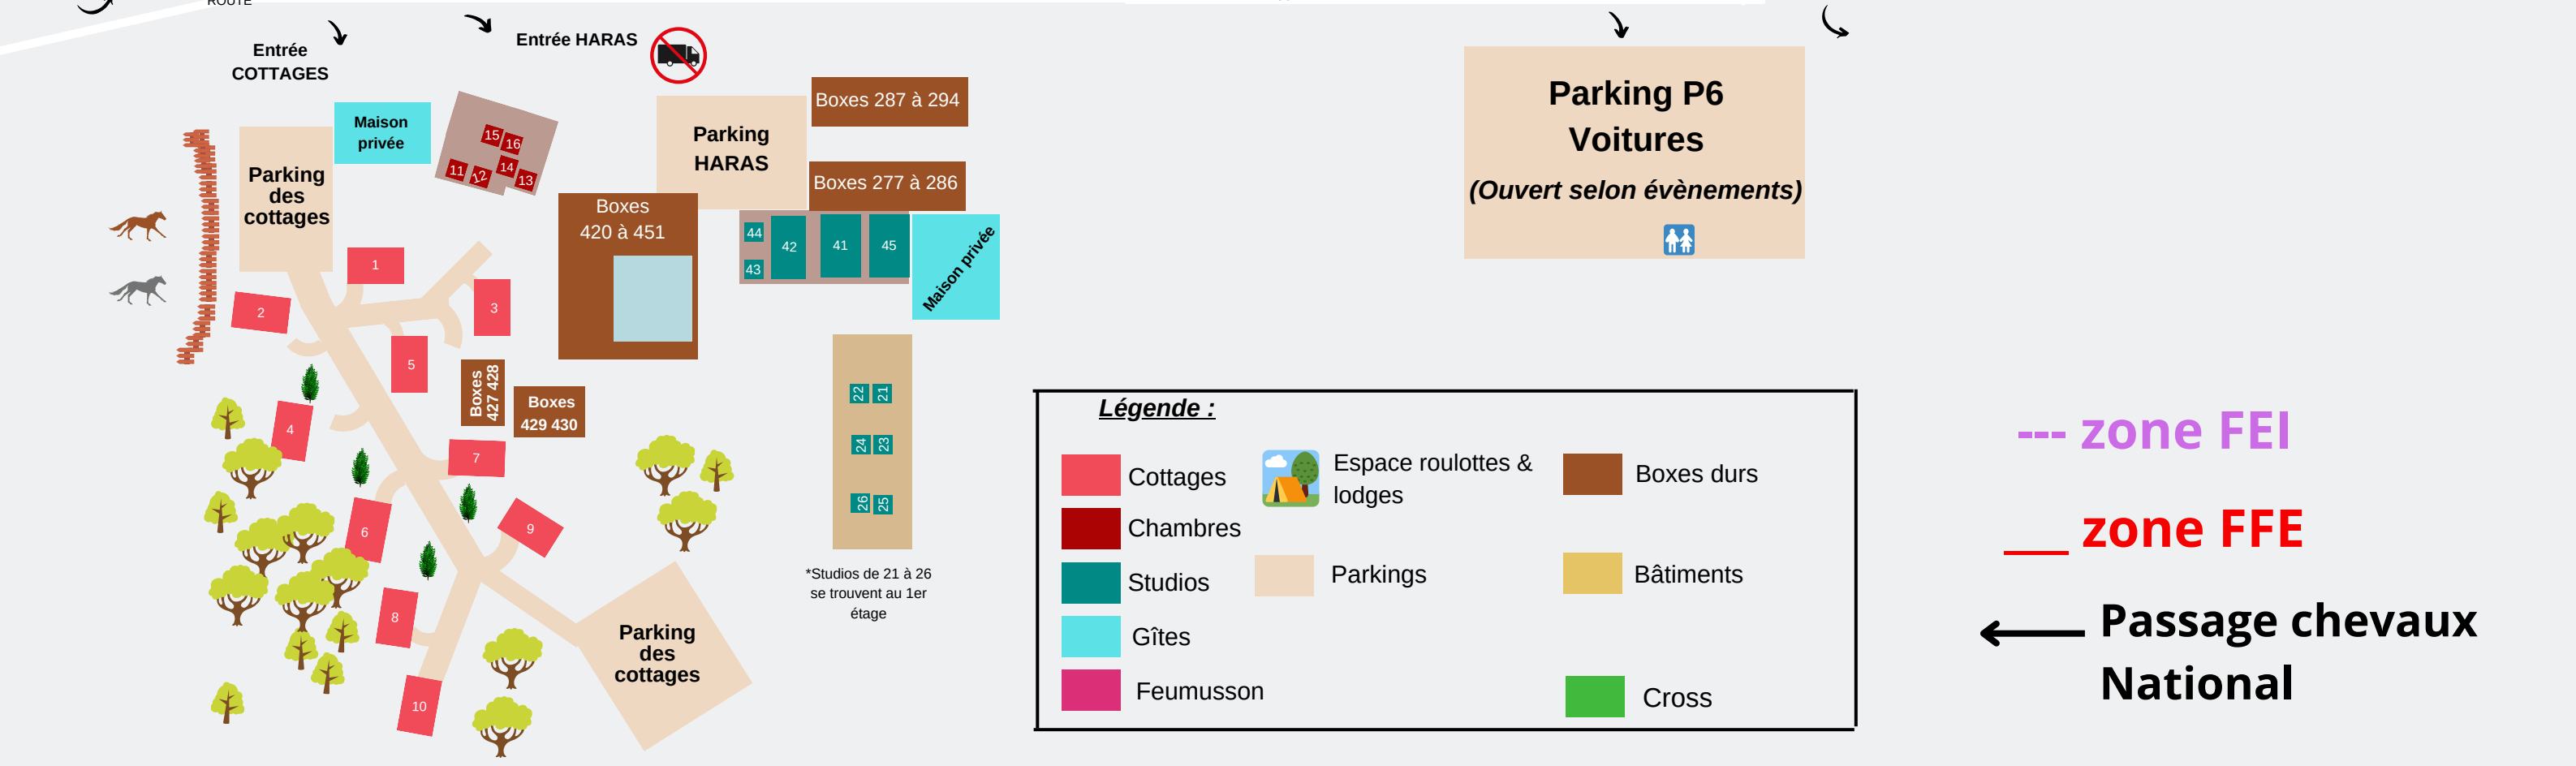 ROUTE
Entrée
COTTAGES
Entrée HARAS
Maison
privée
Parking
des
cottages
15
16
11
12
14
13
Parking
HARAS
Boxes 287 à 294
Boxes 277 à 286
Boxes
420 à 451
44
43
42
41
45
Maison privée
Parking P6
Voitures
(Ouvert selon évènements)
1
2
3
5
4
Boxes
427 428
Boxes
429 430
7
6
9
8
10
22
21
24
23
26
25
*Studios de 21 à 26
se trouvent au 1er
étage
Parking
des
cottages
Légende :
Cottages
Chambres
Studios
Gîtes
Feumusson
Espace roulottes &
lodges
Parkings
Boxes durs
Bâtiments
Cross
--- zone FEI
___ zone FFE
Passage chevaux
National